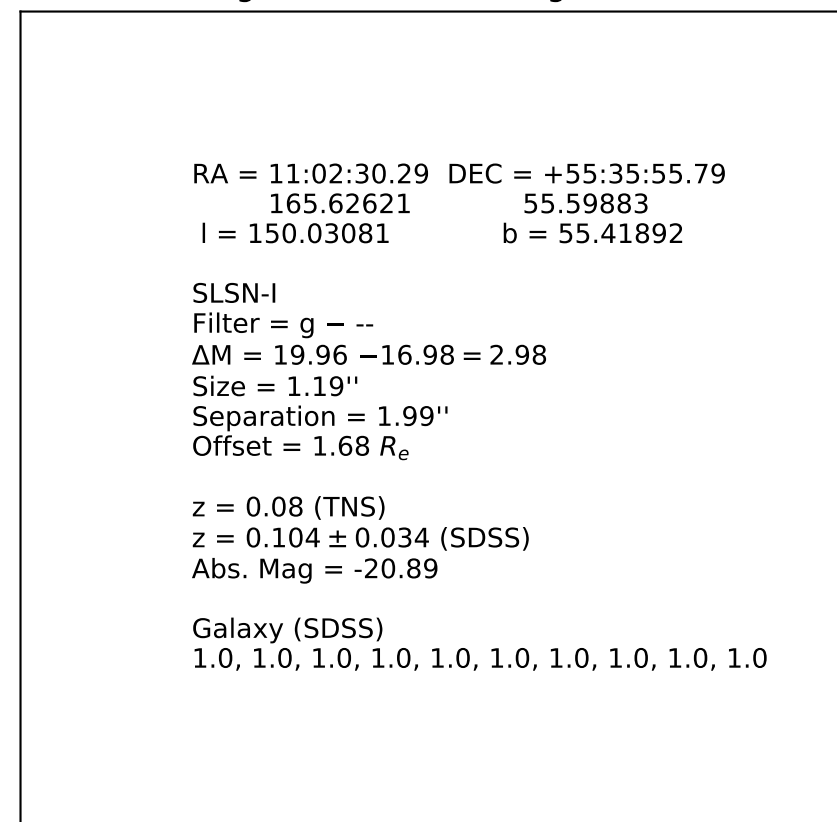 RA = 11:02:30.29  DEC = +55:35:55.79
165.62621 55.59883
l = 150.03081 b = 55.41892
SLSN-I
Filter = g − --
ΔM = 19.96 −16.98 = 2.98
Size = 1.19''
Separation = 1.99''
Offset = 1.68 Rₑ
z = 0.08 (TNS)
z = 0.104 ± 0.034 (SDSS)
Abs. Mag = -20.89
Galaxy (SDSS)
1.0, 1.0, 1.0, 1.0, 1.0, 1.0, 1.0, 1.0, 1.0, 1.0